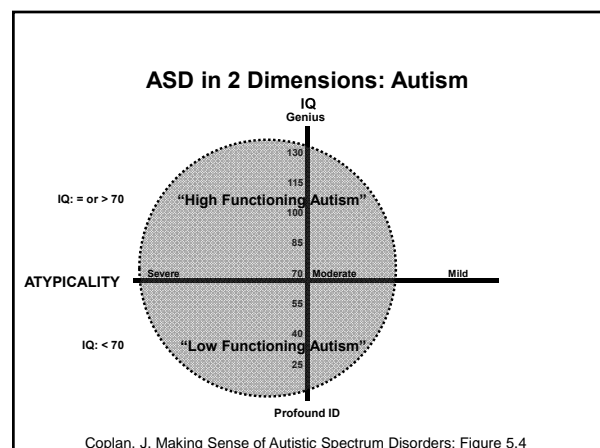 ASD in 2 Dimensions: Autism
IQ
Genius
130
115
IQ: = or > 70
“High Functioning Autism”
100
85
70
Severe
Moderate
Mild
ATYPICALITY
55
40
IQ: < 70
“Low Functioning Autism”
25
Profound ID
Coplan, J. Making Sense of Autistic Spectrum Disorders: Figure 5.4